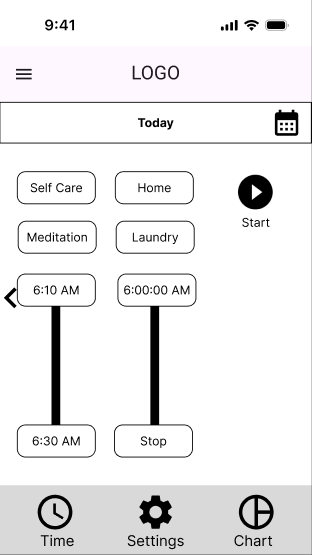 9:41
LOGO
Today
Self Care
Home
Meditation
Laundry
Start
6:10 AM
6:00:00 AM
6:30 AM
Stop
Time
Settings
Chart